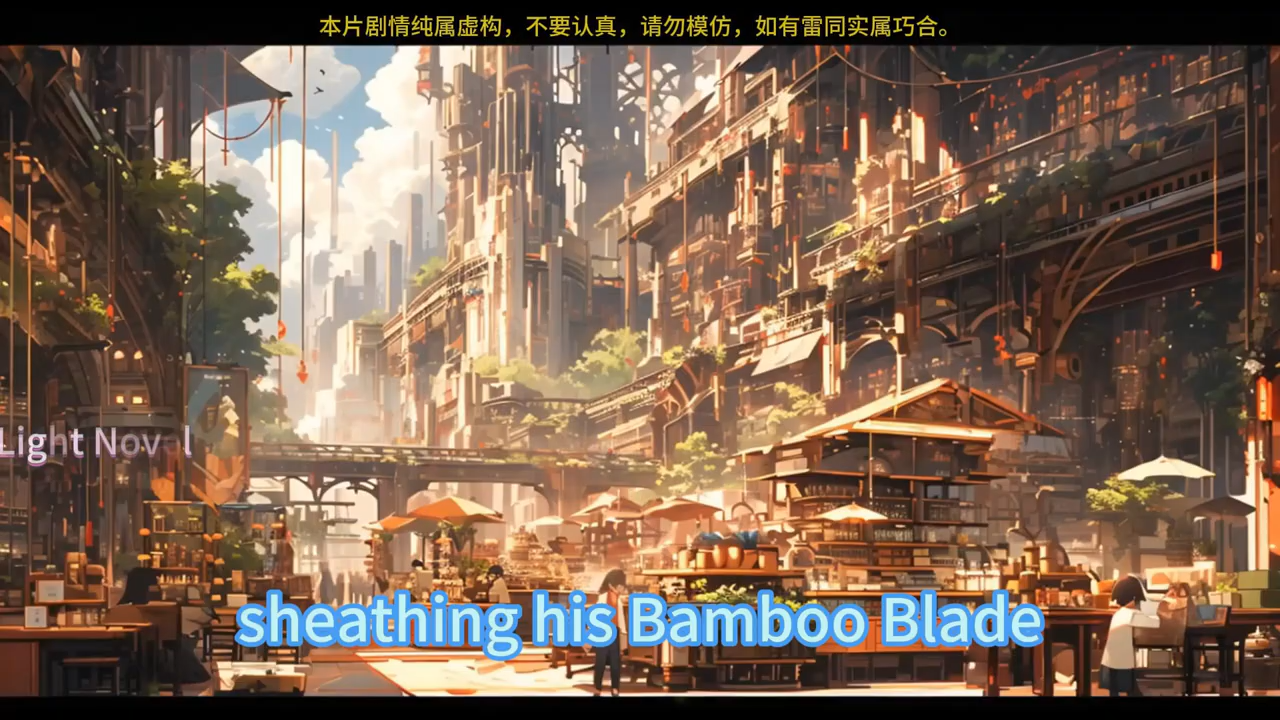 本片剧情纯属虚构，不要认真，请勿模仿，如有雷同实属巧合。
Light Nov l
sheathing his Bamboo Blade